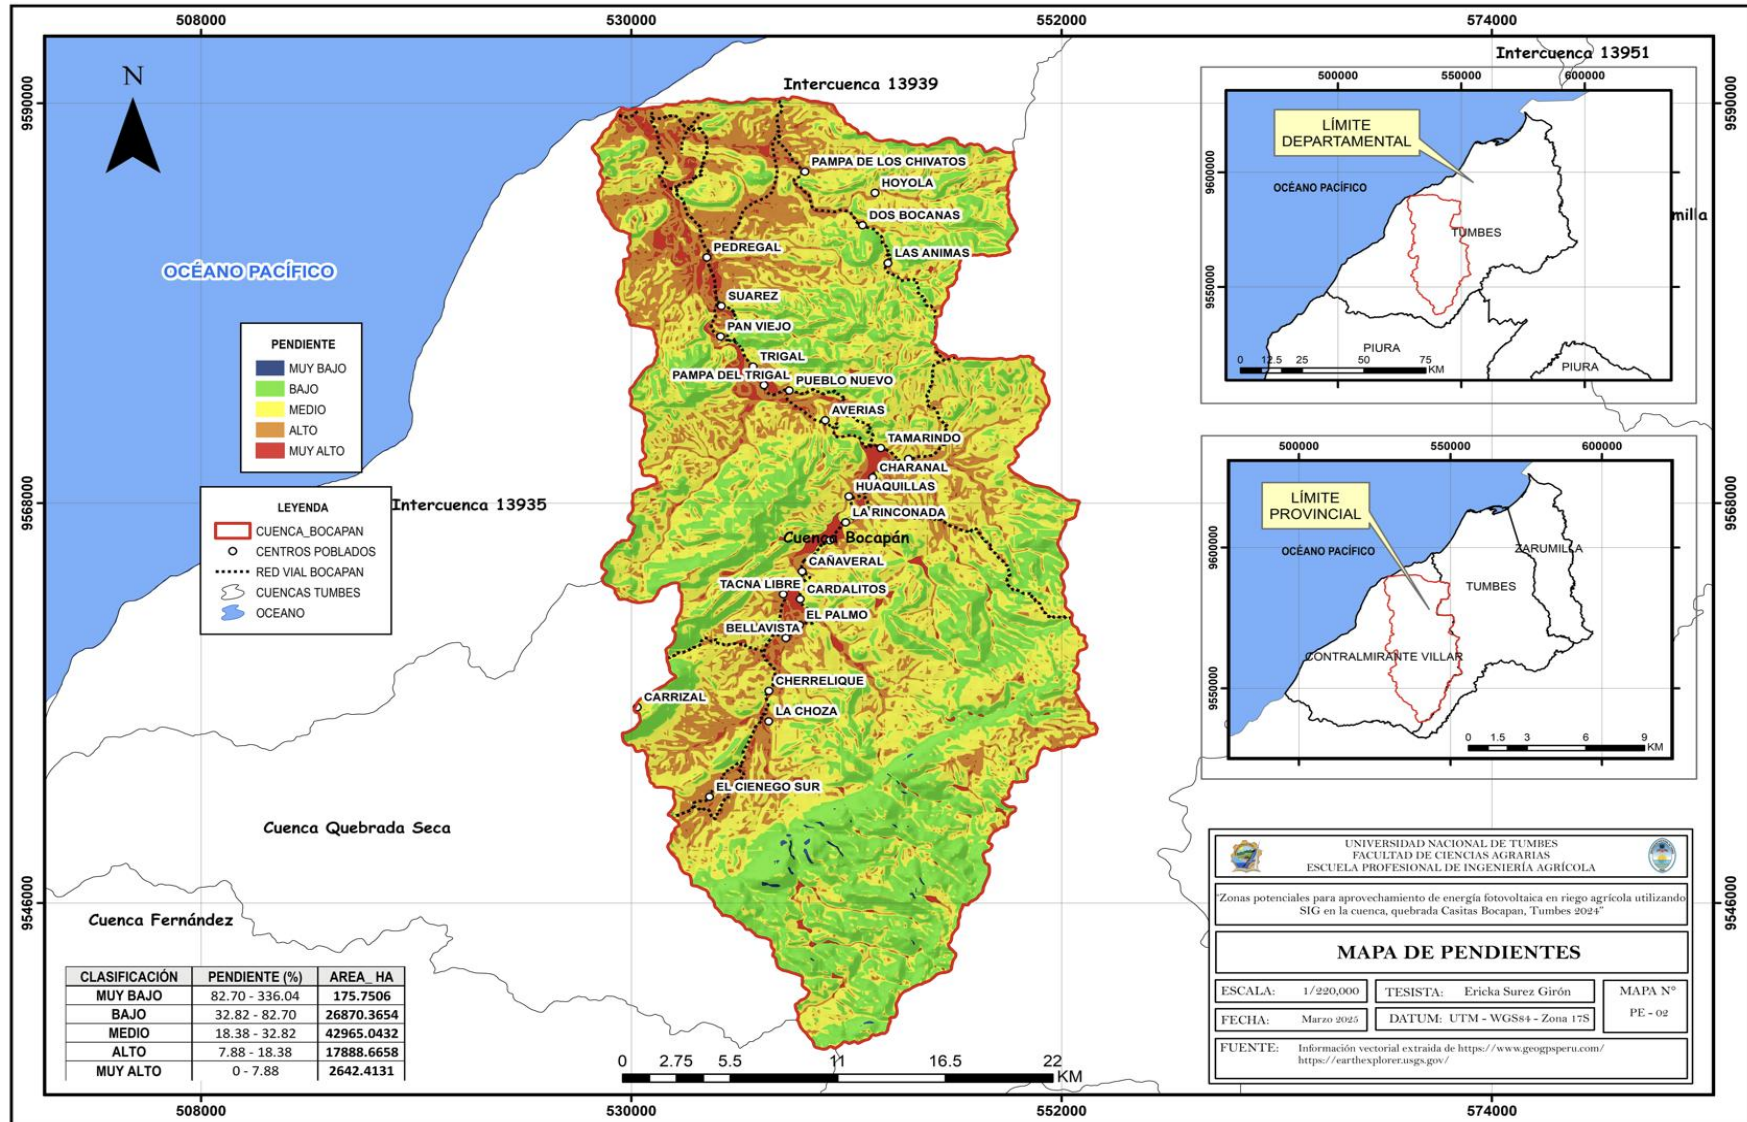 508000
530000
552000
574000
9590000
9568000
9546000
9590000
9568000
9546000
508000
530000
552000
574000
N
Intercuenca 13939
Intercuenca 13951
milla
OCÉANO PACÍFICO
Intercuenca 13935
Cuenca Bocapán
Cuenca Quebrada Seca
Cuenca Fernández
PAMPA DE LOS CHIVATOS
HOYOLA
DOS BOCANAS
LAS ANIMAS
PEDREGAL
SUAREZ
PAN VIEJO
TRIGAL
PAMPA DEL TRIGAL
PUEBLO NUEVO
AVERIAS
TAMARINDO
CHARANAL
HUAQUILLAS
LA RINCONADA
CAÑAVERAL
TACNA LIBRE
CARDALITOS
EL PALMO
BELLAVISTA
CHERRELIQUE
CARRIZAL
LA CHOZA
EL CIENEGO SUR
PENDIENTE
MUY BAJO
BAJO
MEDIO
ALTO
MUY ALTO
LEYENDA
CUENCA_BOCAPAN
CENTROS POBLADOS
RED VIAL BOCAPAN
CUENCAS TUMBES
OCEANO
CLASIFICACIÓN PENDIENTE (%) AREA_HA
MUY BAJO 82.70 - 336.04 175.7506
BAJO 32.82 - 82.70 26870.3654
MEDIO 18.38 - 32.82 42965.0432
ALTO 7.88 - 18.38 17888.6658
MUY ALTO 0 - 7.88 2642.4131
0 2.75 5.5 11 16.5 22
KM
500000 550000 600000
9600000
9550000
LÍMITE
DEPARTAMENTAL
OCÉANO PACÍFICO
TUMBES
PIURA
PIURA
0 12.5 25 50 75
KM
500000 550000 600000
9600000
9550000
LÍMITE
PROVINCIAL
OCÉANO PACÍFICO
ZARUMILLA
TUMBES
CONTRALMIRANTE VILLAR
0 1.5 3 6 9
KM
UNIVERSIDAD NACIONAL DE TUMBES
FACULTAD DE CIENCIAS AGRARIAS
ESCUELA PROFESIONAL DE INGENIERÍA AGRÍCOLA
"Zonas potenciales para aprovechamiento de energía fotovoltaica en riego agrícola utilizando
SIG en la cuenca, quebrada Casitas Bocapan, Tumbes 2024"
MAPA DE PENDIENTES
ESCALA: 1/220,000
TESISTA: Ericka Surez Girón
MAPA N°
PE - 02
FECHA: Marzo 2025
DATUM: UTM - WGS84 - Zona 17S
FUENTE: Información vectorial extraida de https://www.geogpsperu.com/
https://earthexplorer.usgs.gov/